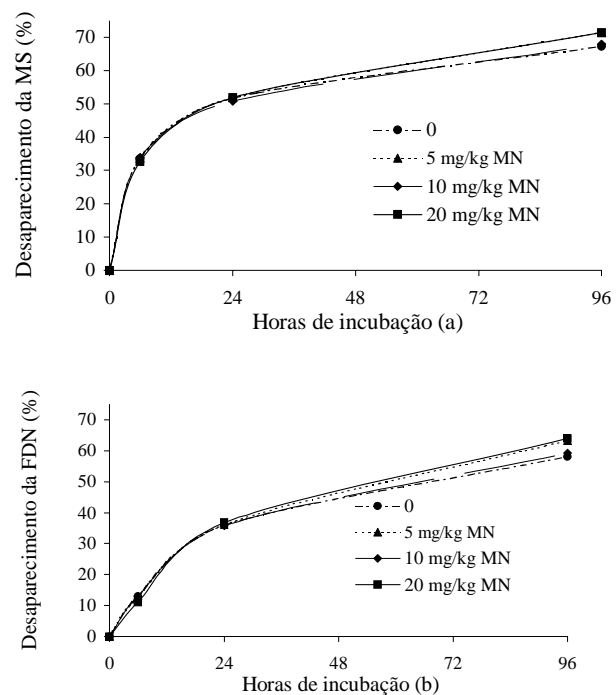 Desaparecimento da MS (%)
70
60
50
40
30
20
10
0
0
5 mg/kg MN
10 mg/kg MN
20 mg/kg MN
0 24 48 72 96
Horas de incubação (a)
Desaparecimento da FDN (%)
70
60
50
40
30
20
10
0
0
5 mg/kg MN
10 mg/kg MN
20 mg/kg MN
0 24 48 72 96
Horas de incubação (b)